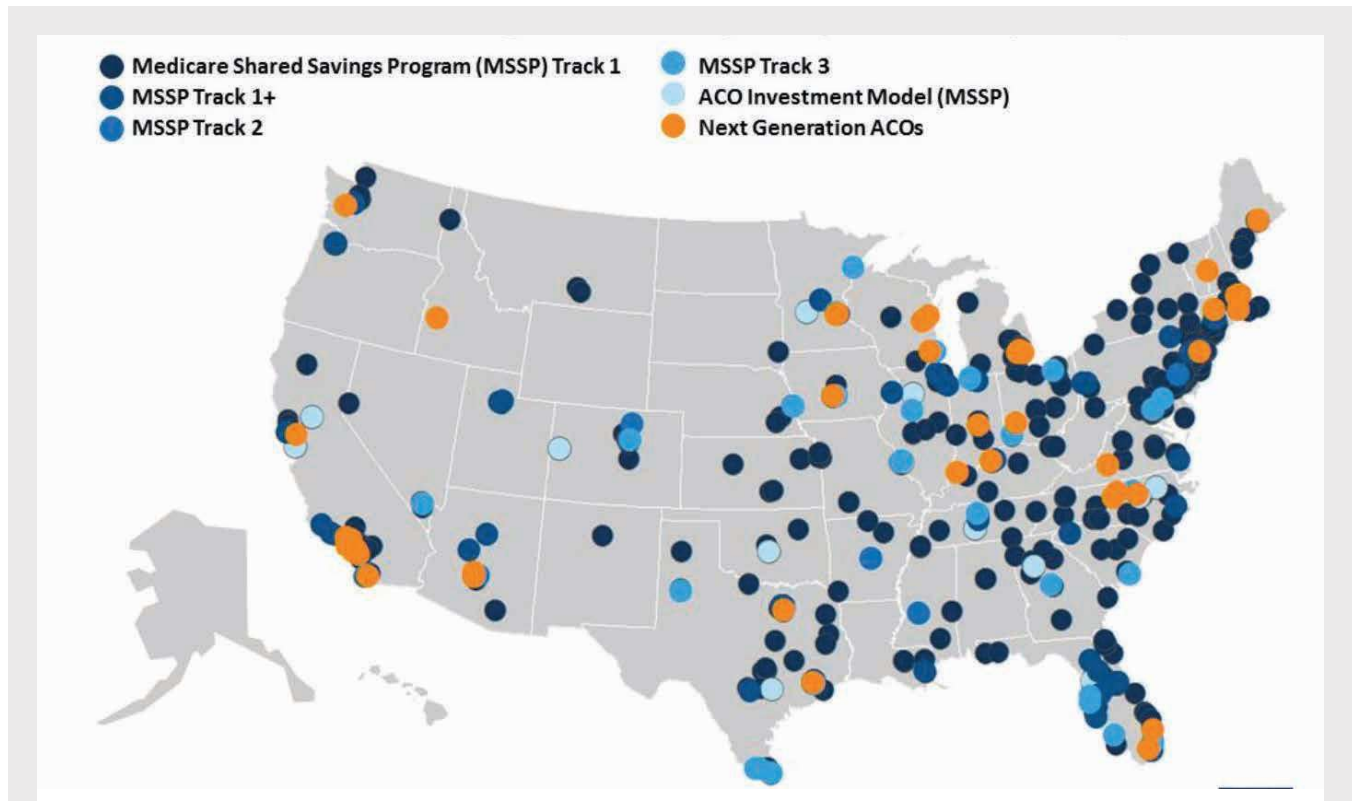 Medicare Shared Savings Program (MSSP) Track 1
MSSP Track 1+
MSSP Track 2
MSSP Track 3
ACO Investment Model (MSSP)
Next Generation ACOs